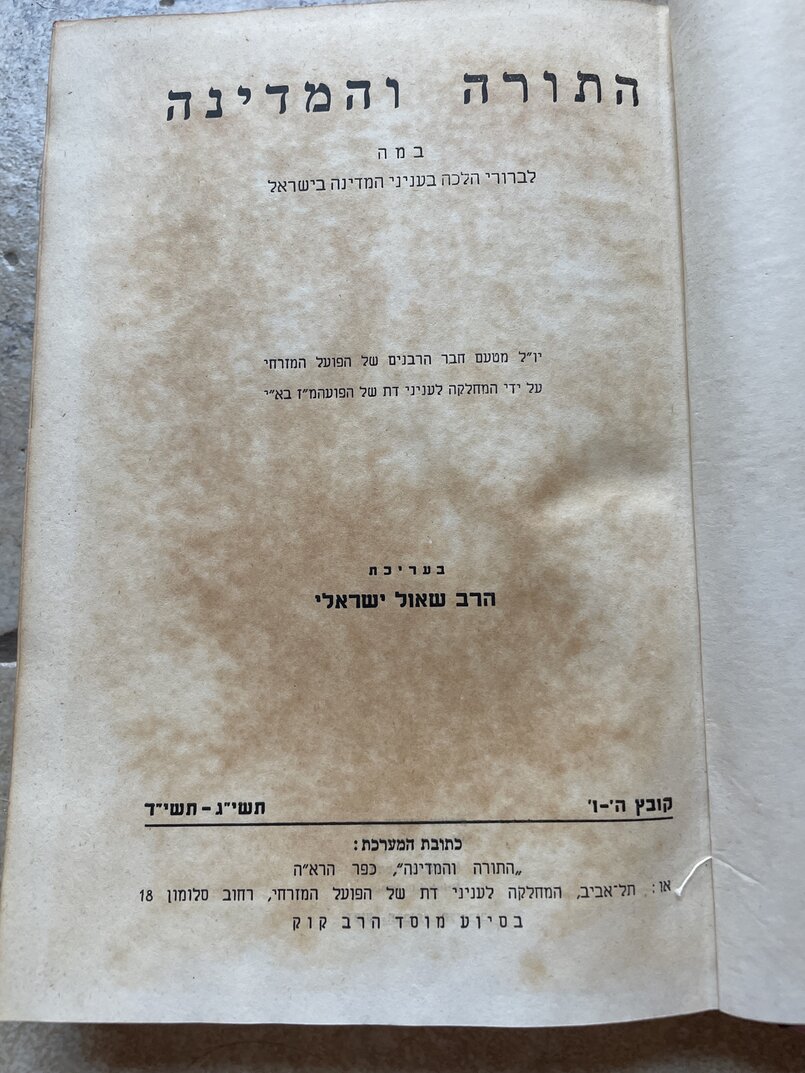 התורה והמדינה
במה
לברורי הלכה בעניני המדינה בישראל
יו"ל מטעם חבר הרבנים של הפועל המזרחי
על ידי המחלקה לעניני דת של הפועהמ"ז בא"י
בעריכת
הרב שאול ישראלי
קובץ ה'-ו' תשי"ג - תשי"ד
כתובת המערכת:
„התורה והמדינה", כפר הרא"ה
או: תל־אביב, המחלקה לעניני דת של הפועל המזרחי, רחוב סלומון 18
בסיוע מוסד הרב קוק